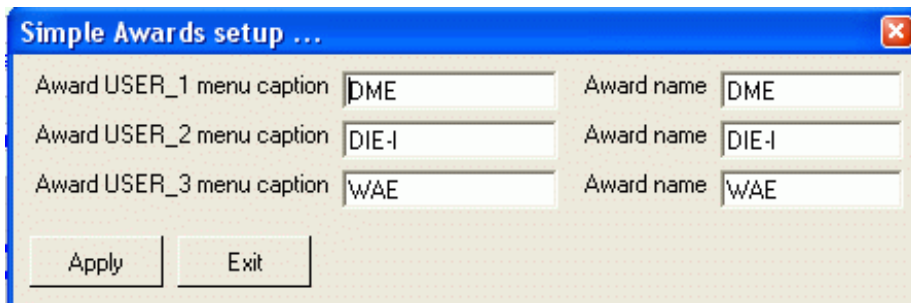 Simple Awards setup ...
Award USER_1 menu caption DME Award name DME
Award USER_2 menu caption DIE-I Award name DIE-I
Award USER_3 menu caption WAE Award name WAE
Apply Exit